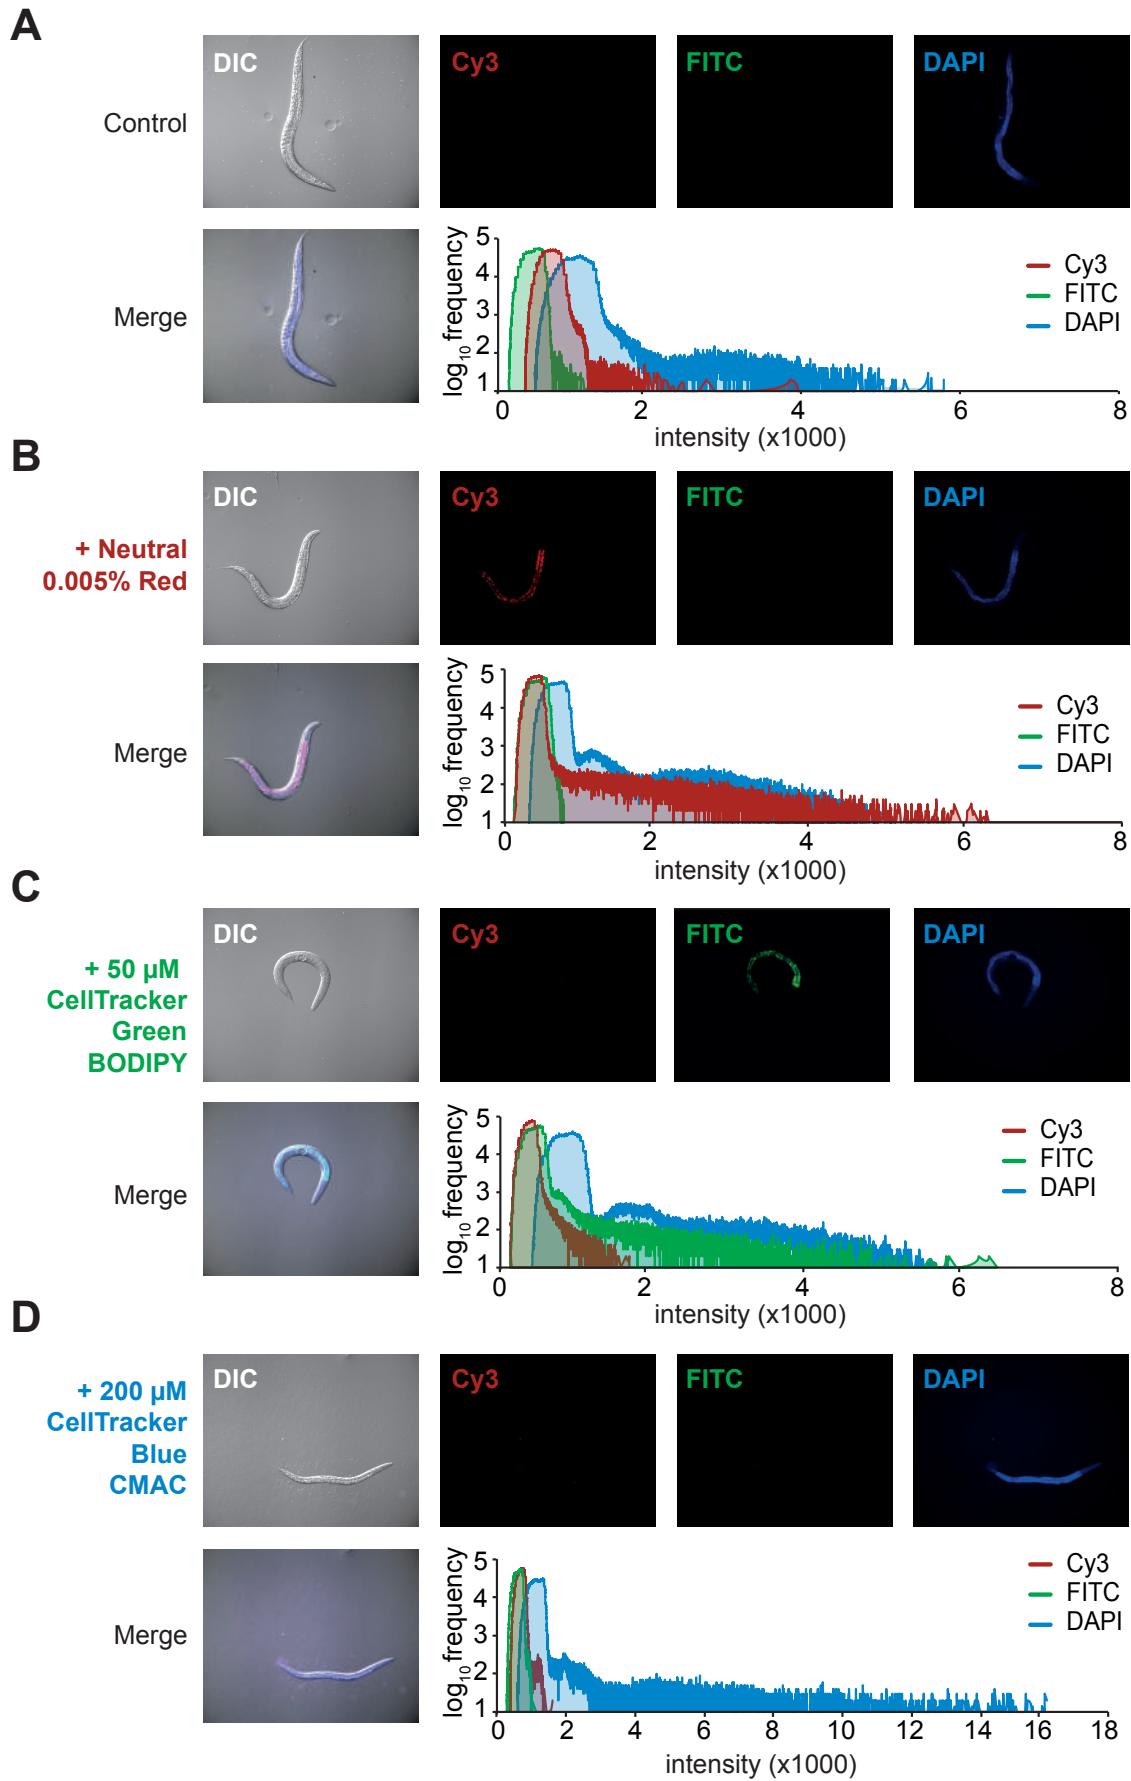 A
DIC
Cy3
FITC
DAPI
Control
Merge
log10 frequency
5
4
3
2
1
0 2 4 6 8
intensity (x1000)
Cy3
FITC
DAPI
B
DIC
Cy3
FITC
DAPI
+ Neutral
0.005% Red
Merge
log10 frequency
5
4
3
2
1
0 2 4 6 8
intensity (x1000)
Cy3
FITC
DAPI
C
DIC
Cy3
FITC
DAPI
+ 50 µM
CellTracker
Green
BODIPY
Merge
log10 frequency
5
4
3
2
1
0 2 4 6 8
intensity (x1000)
Cy3
FITC
DAPI
D
DIC
Cy3
FITC
DAPI
+ 200 µM
CellTracker
Blue
CMAC
Merge
log10 frequency
5
4
3
2
1
0 2 4 6 8 10 12 14 16 18
intensity (x1000)
Cy3
FITC
DAPI